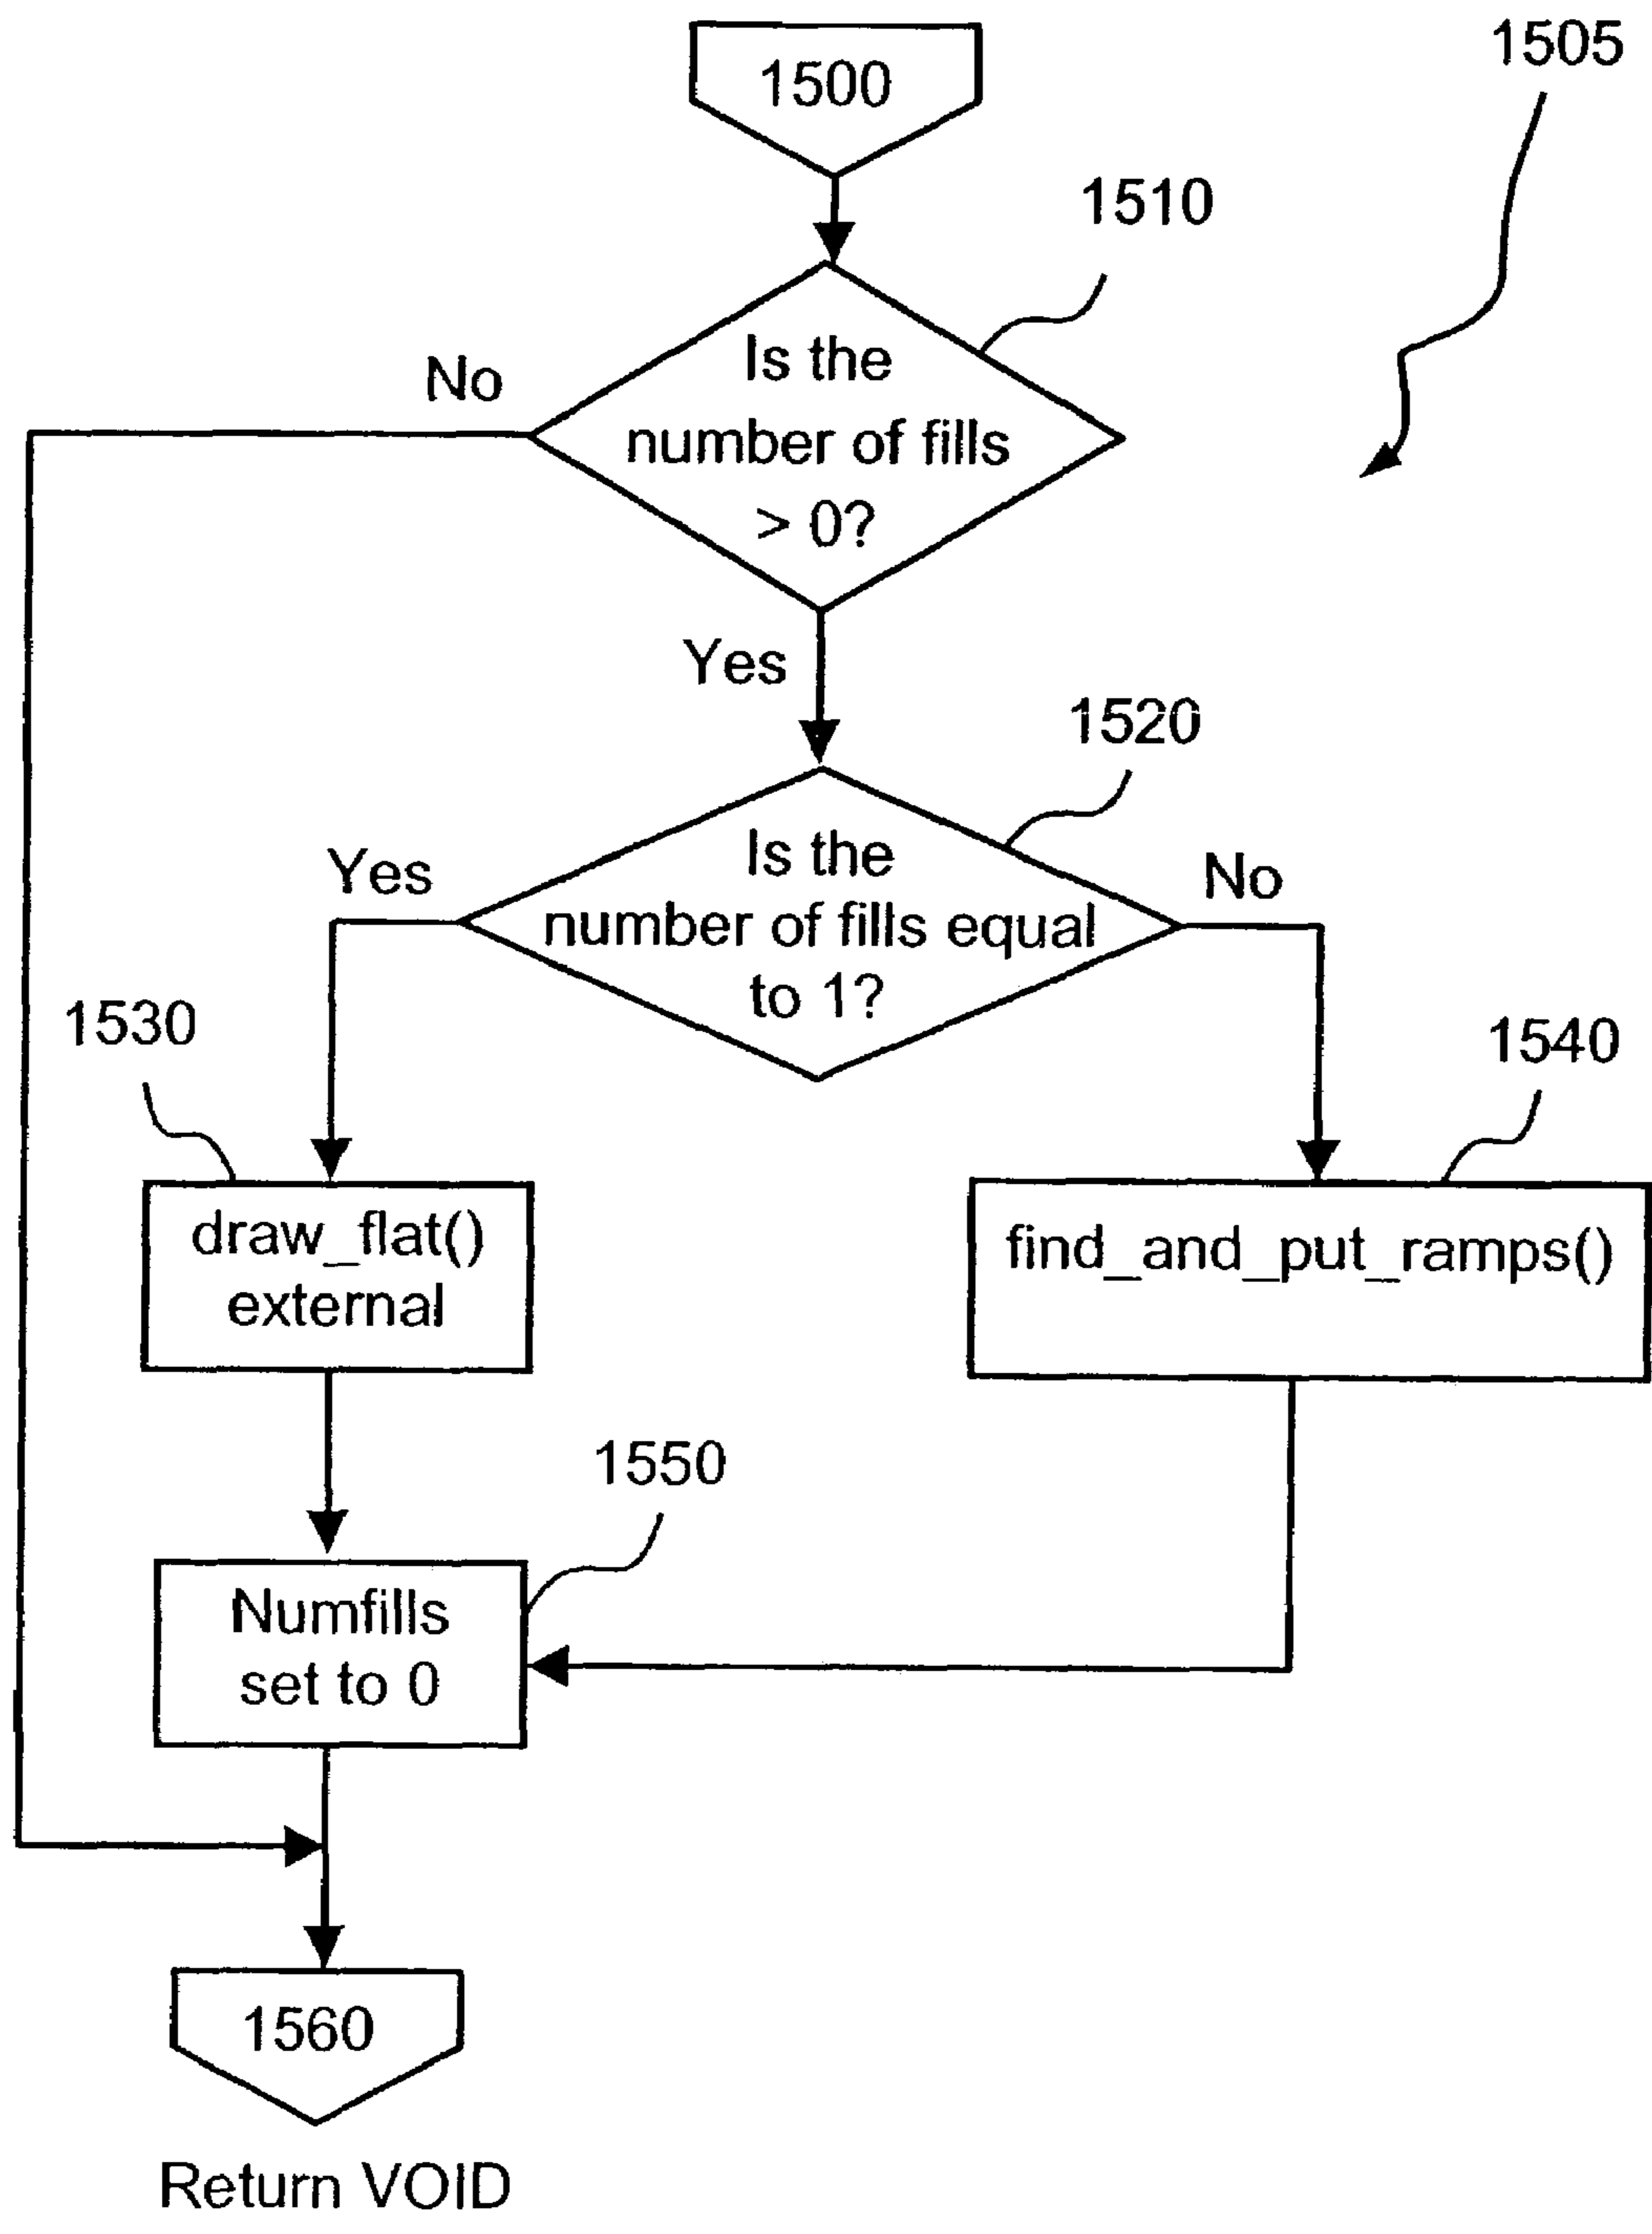 1500
1505
1510
Is the
number of fills
> 0?
No
Yes
1520
Is the
number of fills equal
to 1?
Yes
No
1530
1540
draw_flat()
external
find_and_put_ramps()
1550
Numfills
set to 0
1560
Return VOID